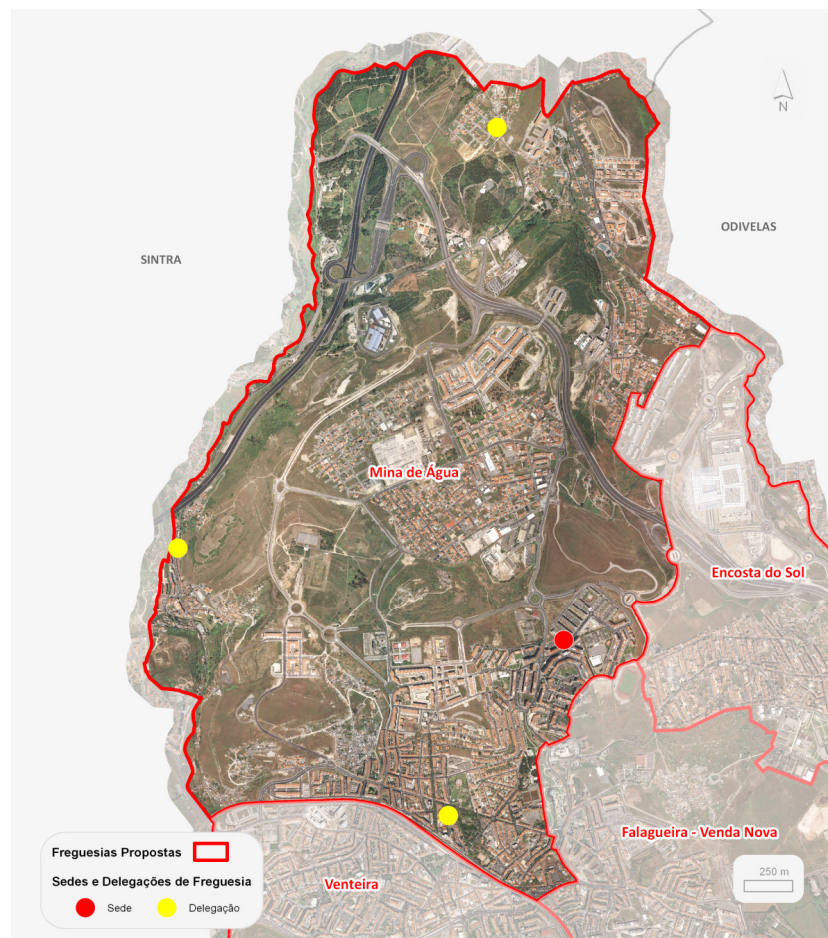 N
ODIVELAS
SINTRA
Mina de Água
Encosta do Sol
Falagueira - Venda Nova
Venteira
Freguesias Propostas
Sedes e Delegações de Freguesia
Sede
Delegação
250 m